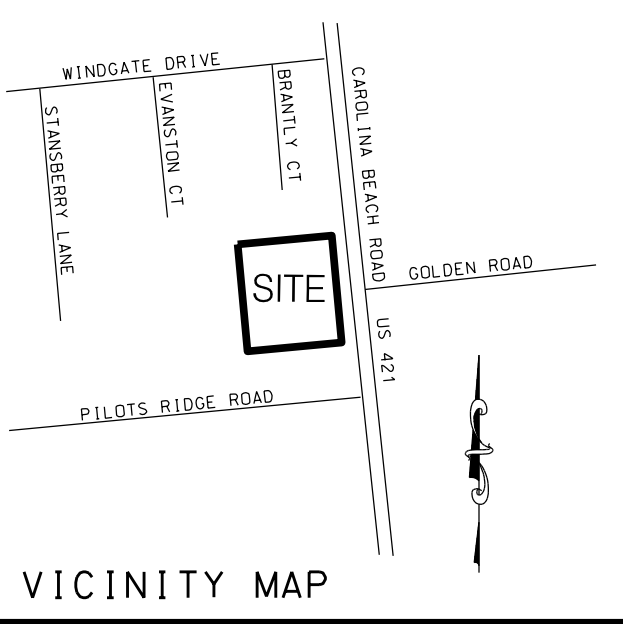 WINDGATE DRIVE
STANSBERRY LANE
EVANSTON CT
BRANTLY CT
CAROLINA BEACH ROAD
GOLDEN ROAD
SITE
US 421
PILOTS RIDGE ROAD
VICINITY MAP